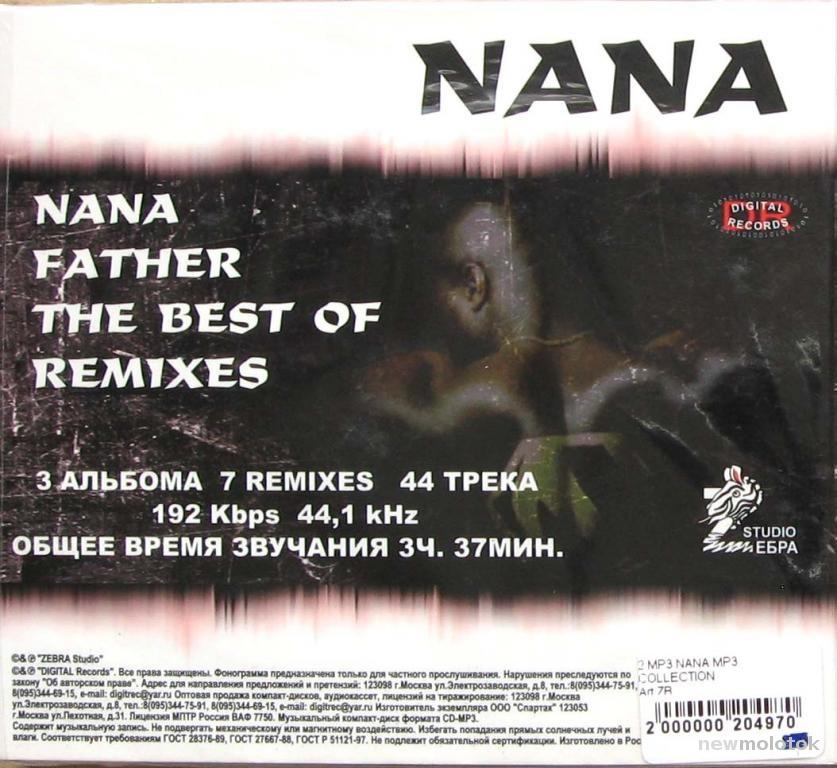 NANA
NANA
FATHER
THE BEST OF
REMIXES
DIGITAL
RECORDS
3 АЛЬБОМА 7 REMIXES 44 ТРЕКА
192 Kbps 44,1 kHz
ОБЩЕЕ ВРЕМЯ ЗВУЧАНИЯ 3Ч. 37МИН.
STUDIO
ЗЕБРА
©& ℗ "ZEBRA Studio"
©& ℗ "DIGITAL Records". Все права защищены. Фонограмма предназначена только для частного прослушивания. Нарушения преследуются по
закону "Об авторском праве". Адрес для направления предложений и претензий: 123098 г.Москва ул.Электрозаводская, д.8, тел.:8(095)344-75-91,
8(095)344-69-15, e-mail: digitrec@yar.ru Оптовая продажа компакт-дисков, аудиокассет, лицензий на тиражирование: 123098 г.Москва
ул.Электрозаводская, д.8, тел.:8(095)344-75-91, 8(095)344-69-15, e-mail: digitrec@yar.ru Изготовитель экземпляра ООО "Спартак" 123053
г.Москва ул.Пехотная, д.31. Лицензия МПТР Россия ВАФ 7750. Музыкальный компакт-диск формата CD-MP3.
Содержит музыкальную запись. Не подвергать механическому или магнитному воздействию. Избегать попадания прямых солнечных лучей и
влаги. Соответствует требованиям ГОСТ 28376-89, ГОСТ 27667-88, ГОСТ Р 51121-97. Не подлежит обязательной сертификации. Изготовлено в
2 MP3 NANA MP3
COLLECTION
Art 7B
2 000000 204970
newmolotok